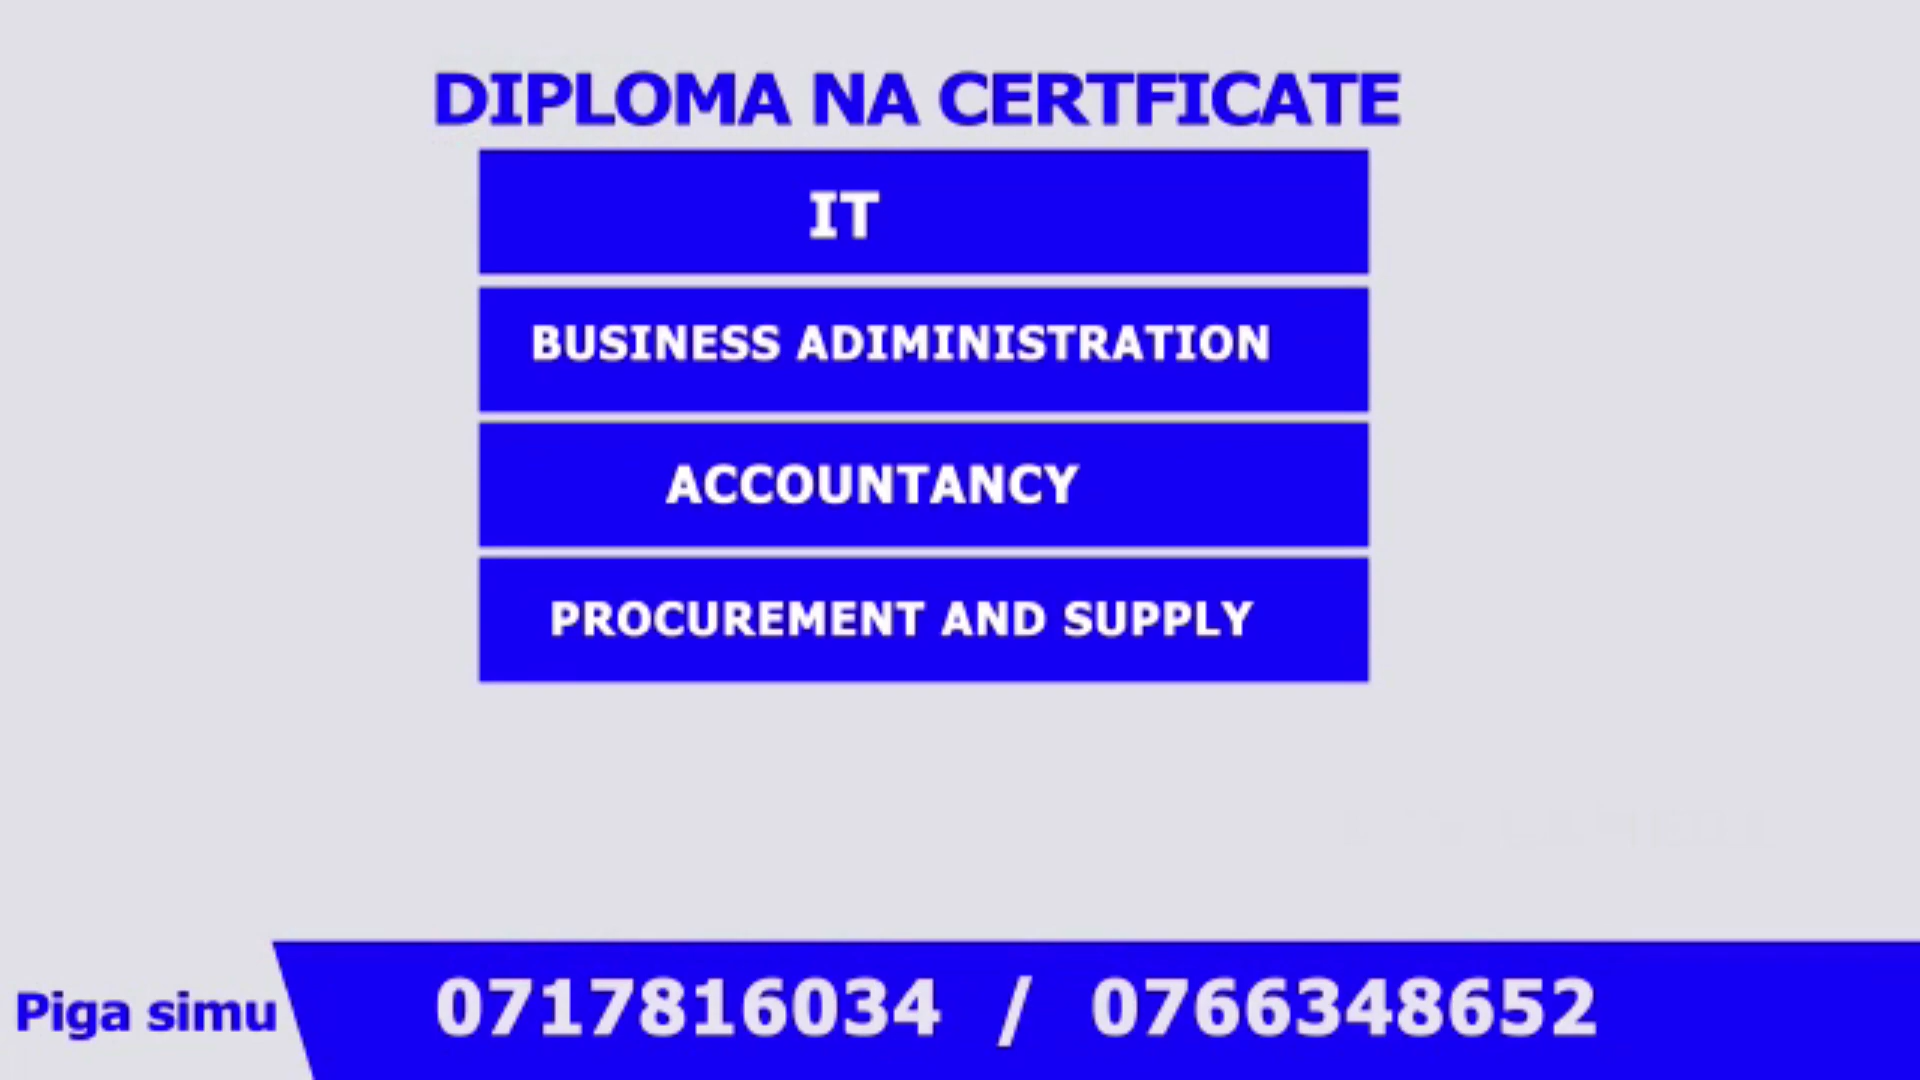 DIPLOMA NA CERTFICATE
IT
BUSINESS ADIMINISTRATION
ACCOUNTANCY
PROCUREMENT AND SUPPLY
Piga simu 0717816034 / 0766348652